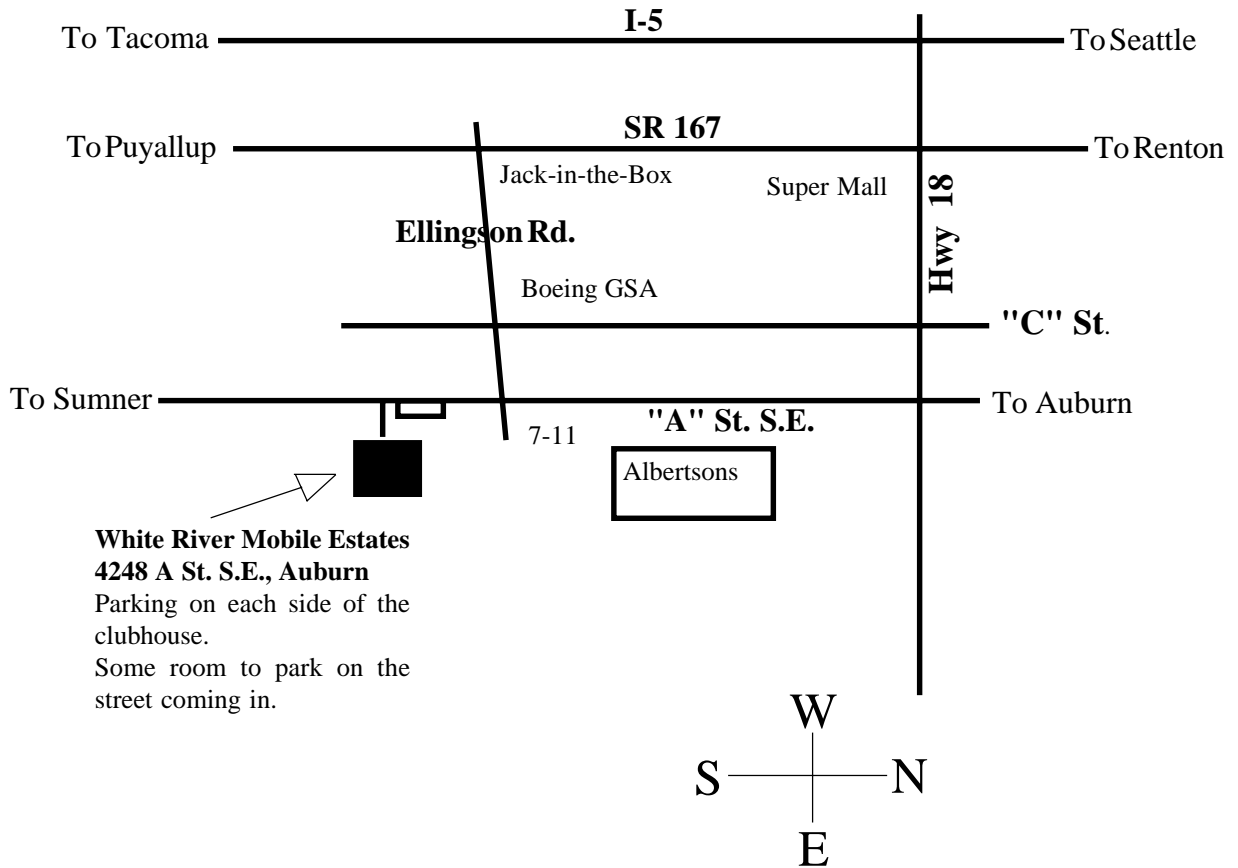 I-5
To Tacoma
To Seattle
SR 167
To Puyallup
To Renton
Jack-in-the-Box
Super Mall
Hwy 18
Ellingson Rd.
Boeing GSA
"C" St.
To Sumner
To Auburn
"A" St. S.E.
7-11
Albertsons
White River Mobile Estates
4248 A St. S.E., Auburn
Parking on each side of the
clubhouse.
Some room to park on the
street coming in.
W
S
N
E